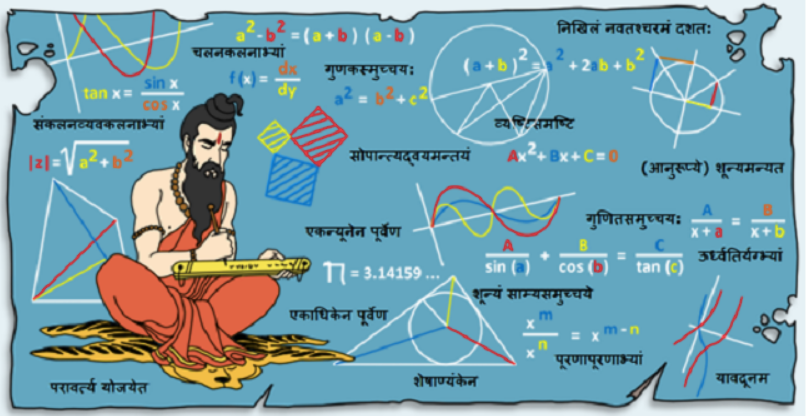 a² - b² = (a + b) (a - b)
निखिलं नवतश्चरमं दशतः
चलनकलनाभ्यां
tan x = sin x / cos x
f (x) = dx / dy
गुणकसमुच्चयः
(a + b)² = a² + 2ab + b²
a² = b² + c²
संकलनव्यवकलनाभ्यां
व्यष्टिसमष्टि
|z| = √a² + b²
सोपान्त्यद्वयमन्तयं
Ax² + Bx + C = 0
(आनुरूप्ये) शून्यमन्यत
एकन्यूनेन पूर्वेण
गुणितसमुच्चयः
A / x + a = B / x + b
A / sin (a) + B / cos (b) = C / tan (c)
ऊर्ध्वतिर्यग्भ्यां
Π = 3.14159 ...
शून्यं साम्यसमुच्चये
एकाधिकेन पूर्वेण
x^m / x^n = x^m-n
पूरणापूरणाभ्यां
परावर्त्य योजयेत
शेषाण्यंकेन
यावदूनम